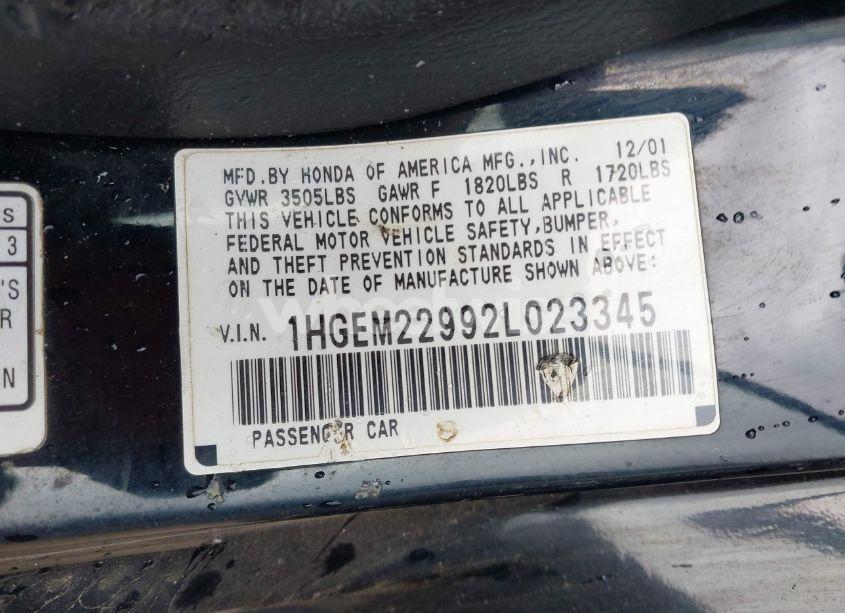 S
3
'S
R
N
MFD.BY HONDA OF AMERICA MFG.,INC. 12/01
GVWR 3505LBS GAWR F 1820LBS R 1720LBS
THIS VEHICLE CONFORMS TO ALL APPLICABLE
FEDERAL MOTOR VEHICLE SAFETY,BUMPER,
AND THEFT PREVENTION STANDARDS IN EFFECT
ON THE DATE OF MANUFACTURE SHOWN ABOVE:
V.I.N. 1HGEM22992L023345
PASSENGER CAR